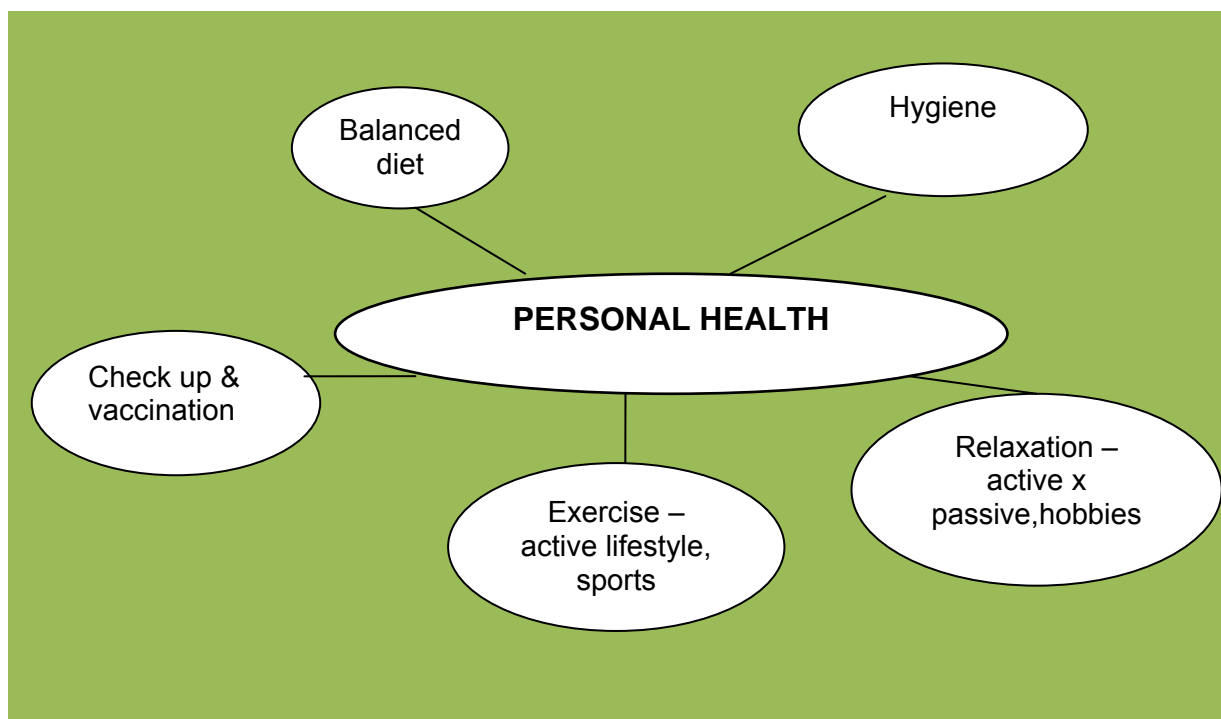 Balanced
diet
Hygiene
PERSONAL HEALTH
Check up &
vaccination
Exercise –
active lifestyle,
sports
Relaxation –
active x
passive,hobbies